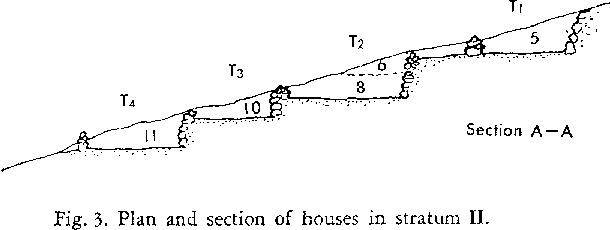 T1
T2
T3
T4
5
6
8
10
11
Section A–A
Fig. 3. Plan and section of houses in stratum II.